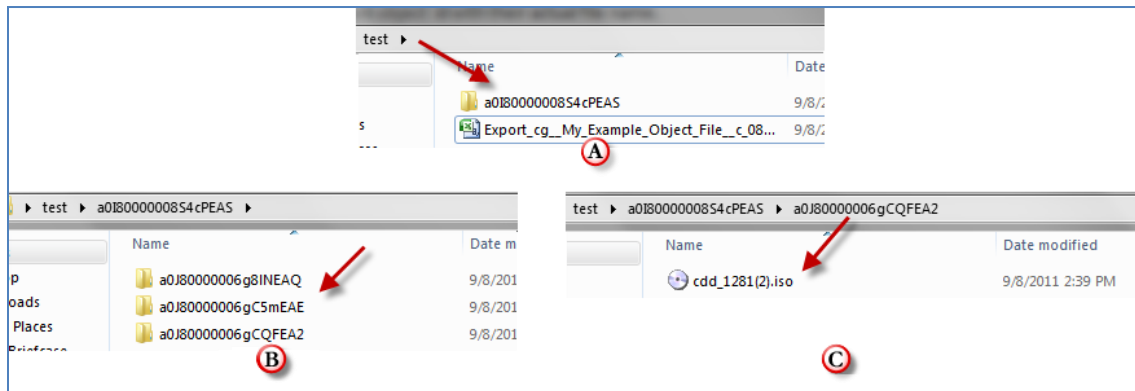 test
Name Date
a0I80000008S4cPEAS 9/8/2
s Export_cg__My_Example_Object_File__c_08... 9/8/2
A
test a0I80000008S4cPEAS
Name Date m
p a0J80000006g8INEAQ 9/8/201
oads a0J80000006gC5mEAE 9/8/201
Places a0J80000006gCQFEA2 9/8/201
Briefcase
B
test a0I80000008S4cPEAS a0J80000006gCQFEA2
Name Date modified
cdd_1281(2).iso 9/8/2011 2:39 PM
C